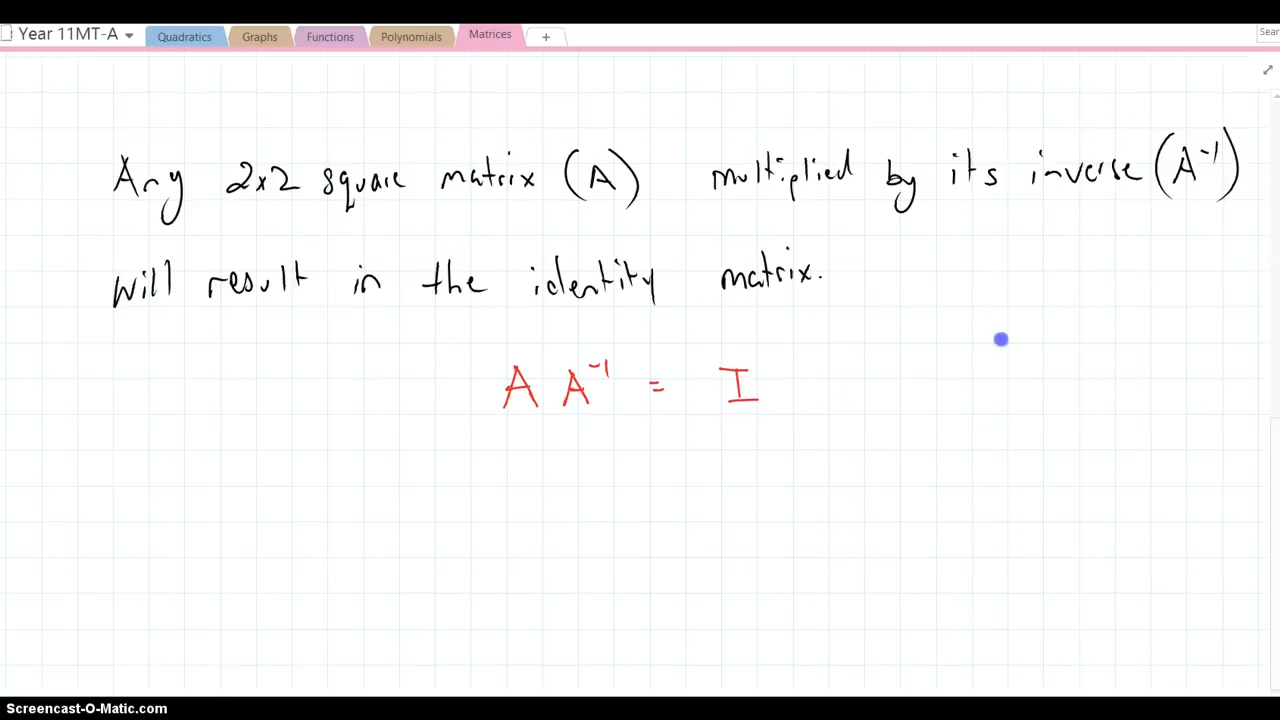 Year 11MT-A
Quadratics Graphs Functions Polynomials Matrices +
Sear
Any 2x2 square matrix (A) multiplied by its inverse (A⁻¹)
will result in the identity matrix.
A A⁻¹ = I
Screencast-O-Matic.com